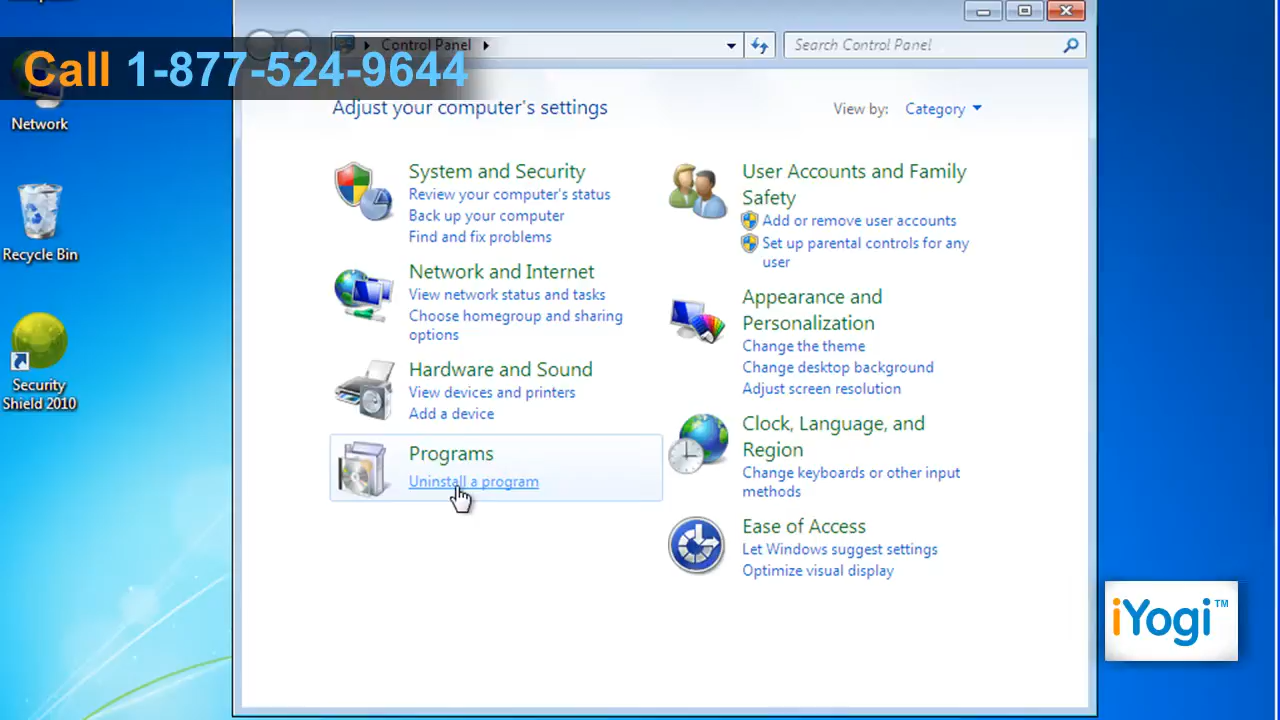 Control Panel
Search Control Panel
Call 1-877-524-9644
Network
Recycle Bin
Security
Shield 2010
Adjust your computer's settings
View by: Category
System and Security
Review your computer's status
Back up your computer
Find and fix problems
Network and Internet
View network status and tasks
Choose homegroup and sharing
options
Hardware and Sound
View devices and printers
Add a device
Programs
Uninstall a program
User Accounts and Family
Safety
Add or remove user accounts
Set up parental controls for any
user
Appearance and
Personalization
Change the theme
Change desktop background
Adjust screen resolution
Clock, Language, and
Region
Change keyboards or other input
methods
Ease of Access
Let Windows suggest settings
Optimize visual display
iYogi™